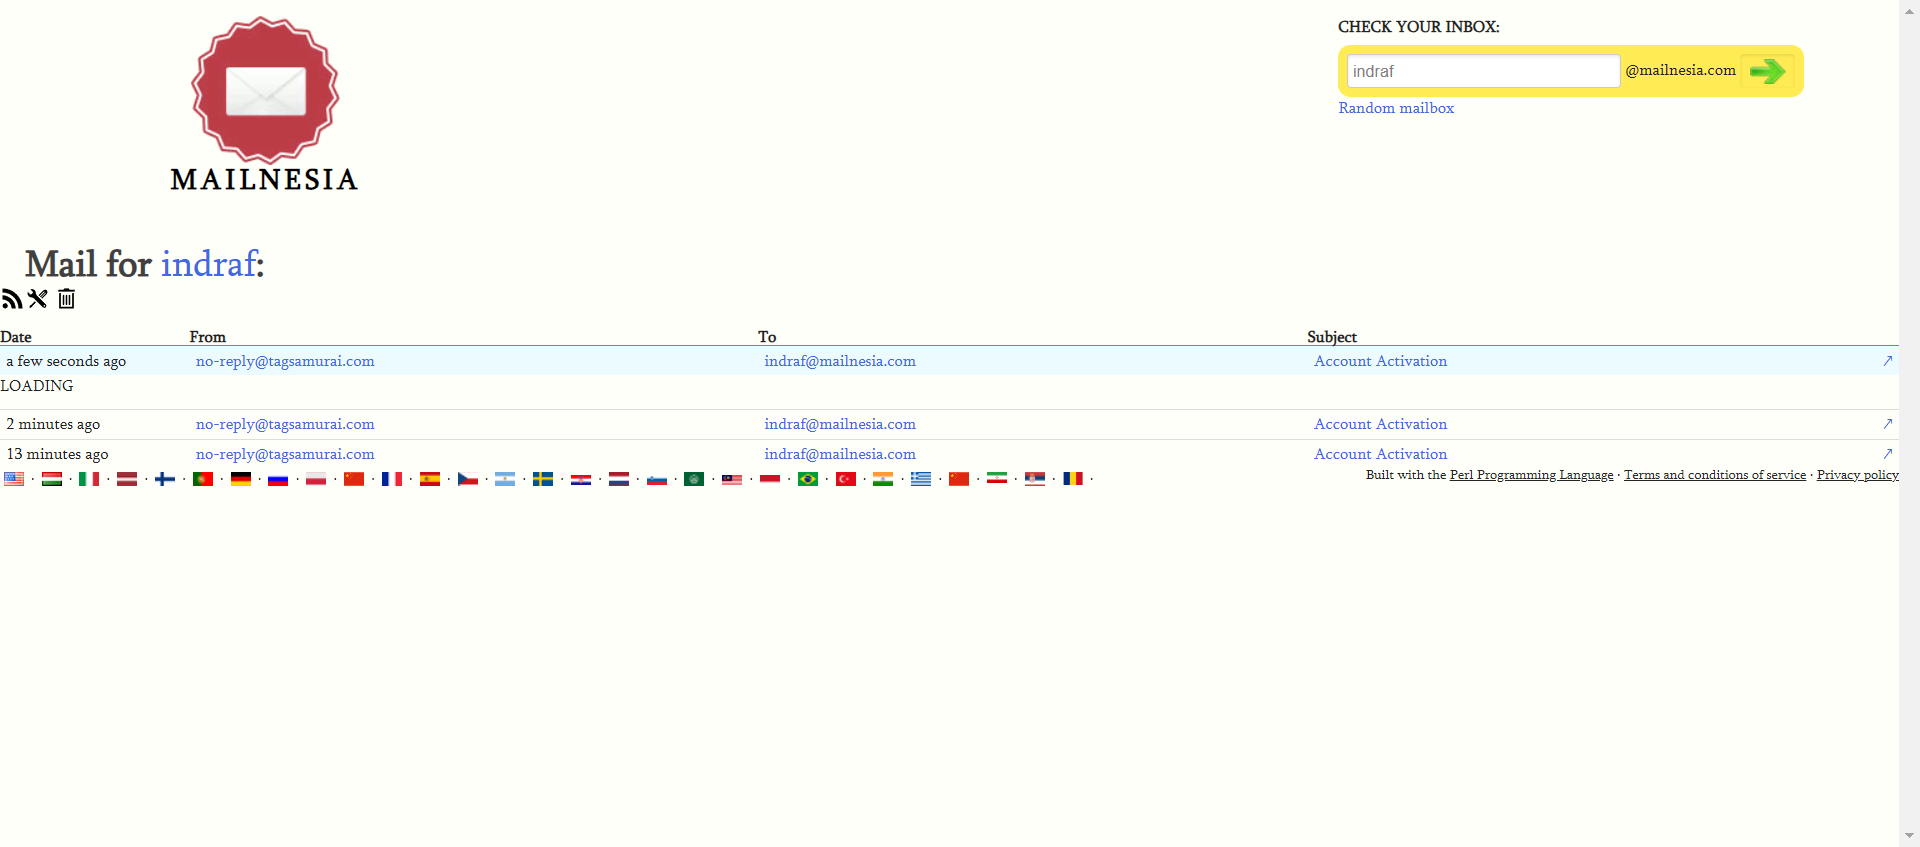 CHECK YOUR INBOX:
indraf @mailnesia.com
Random mailbox
MAILNESIA
Mail for indraf:
Date From To Subject
a few seconds ago no-reply@tagsamurai.com indraf@mailnesia.com Account Activation ↗
LOADING
2 minutes ago no-reply@tagsamurai.com indraf@mailnesia.com Account Activation ↗
13 minutes ago no-reply@tagsamurai.com indraf@mailnesia.com Account Activation ↗
Built with the Perl Programming Language · Terms and conditions of service · Privacy policy